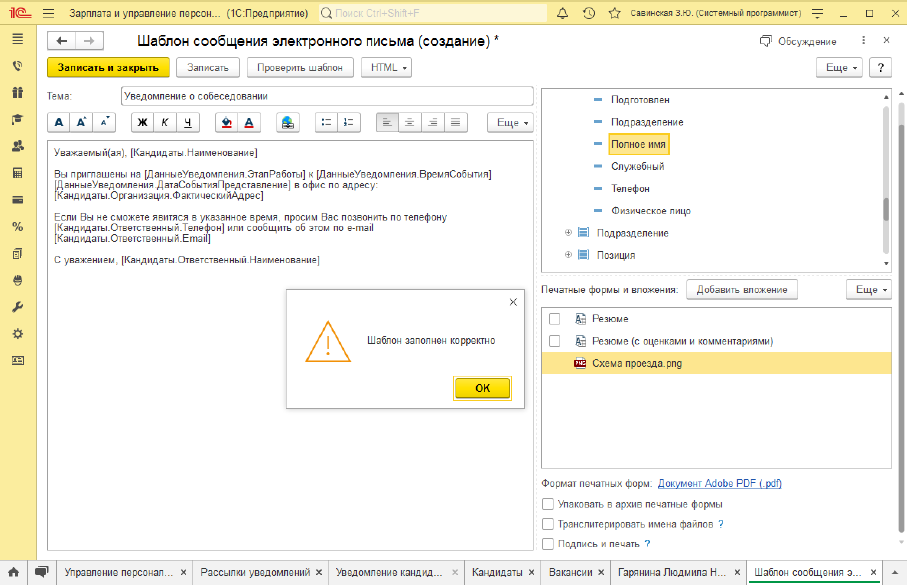 1С Зарплата и управление персон... (1С:Предприятие) Поиск Ctrl+Shift+F Савинская З.Ю. (Системный программист)
Шаблон сообщения электронного письма (создание) * Обсуждение
Записать и закрыть Записать Проверить шаблон HTML Еще ?
Тема: Уведомление о собеседовании
А А А Ж К Ч А Еще
Уважаемый(ая), [Кандидаты.Наименование]
Вы приглашены на [ДанныеУведомления.ЭтапРаботы] к [ДанныеУведомления.ВремяСобытия]
[ДанныеУведомления.ДатаСобытияПредставление] в офис по адресу:
[Кандидаты.Организация.ФактическийАдрес]
Если Вы не сможете явится в указанное время, просим Вас позвонить по телефону
[Кандидаты.Ответственный.Телефон] или сообщить об этом по e-mail
[Кандидаты.Ответственный.Email]
С уважением, [Кандидаты.Ответственный.Наименование]
Шаблон заполнен корректно
ОК
Подготовлен
Подразделение
Полное имя
Служебный
Телефон
Физическое лицо
Подразделение
Позиция
Печатные формы и вложения: Добавить вложение Еще
Резюме
Резюме (с оценками и комментариями)
PNG Схема проезда.png
Формат печатных форм: Документ Adobe PDF (.pdf)
Упаковать в архив печатные формы
Транслитерировать имена файлов ?
Подпись и печать ?
Управление персонал... Рассылки уведомлений Уведомление кандид... Кандидаты Вакансии Гарянина Людмила Н... Шаблон сообщения э...